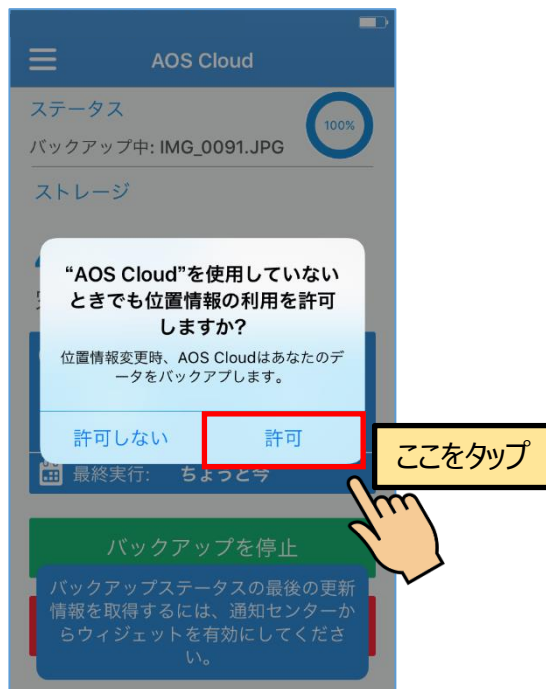 AOS Cloud
ステータス
100%
バックアップ中: IMG_0091.JPG
ストレージ
“AOS Cloud”を使用していない
ときでも位置情報の利用を許可
しますか?
位置情報変更時、AOS Cloudはあなたのデ
ータをバックアプします。
許可しない
許可
ここをタップ
最終実行: ちょうど今
バックアップを停止
バックアップステータスの最後の更新
情報を取得するには、通知センターか
らウィジェットを有効にしてくださ
い。